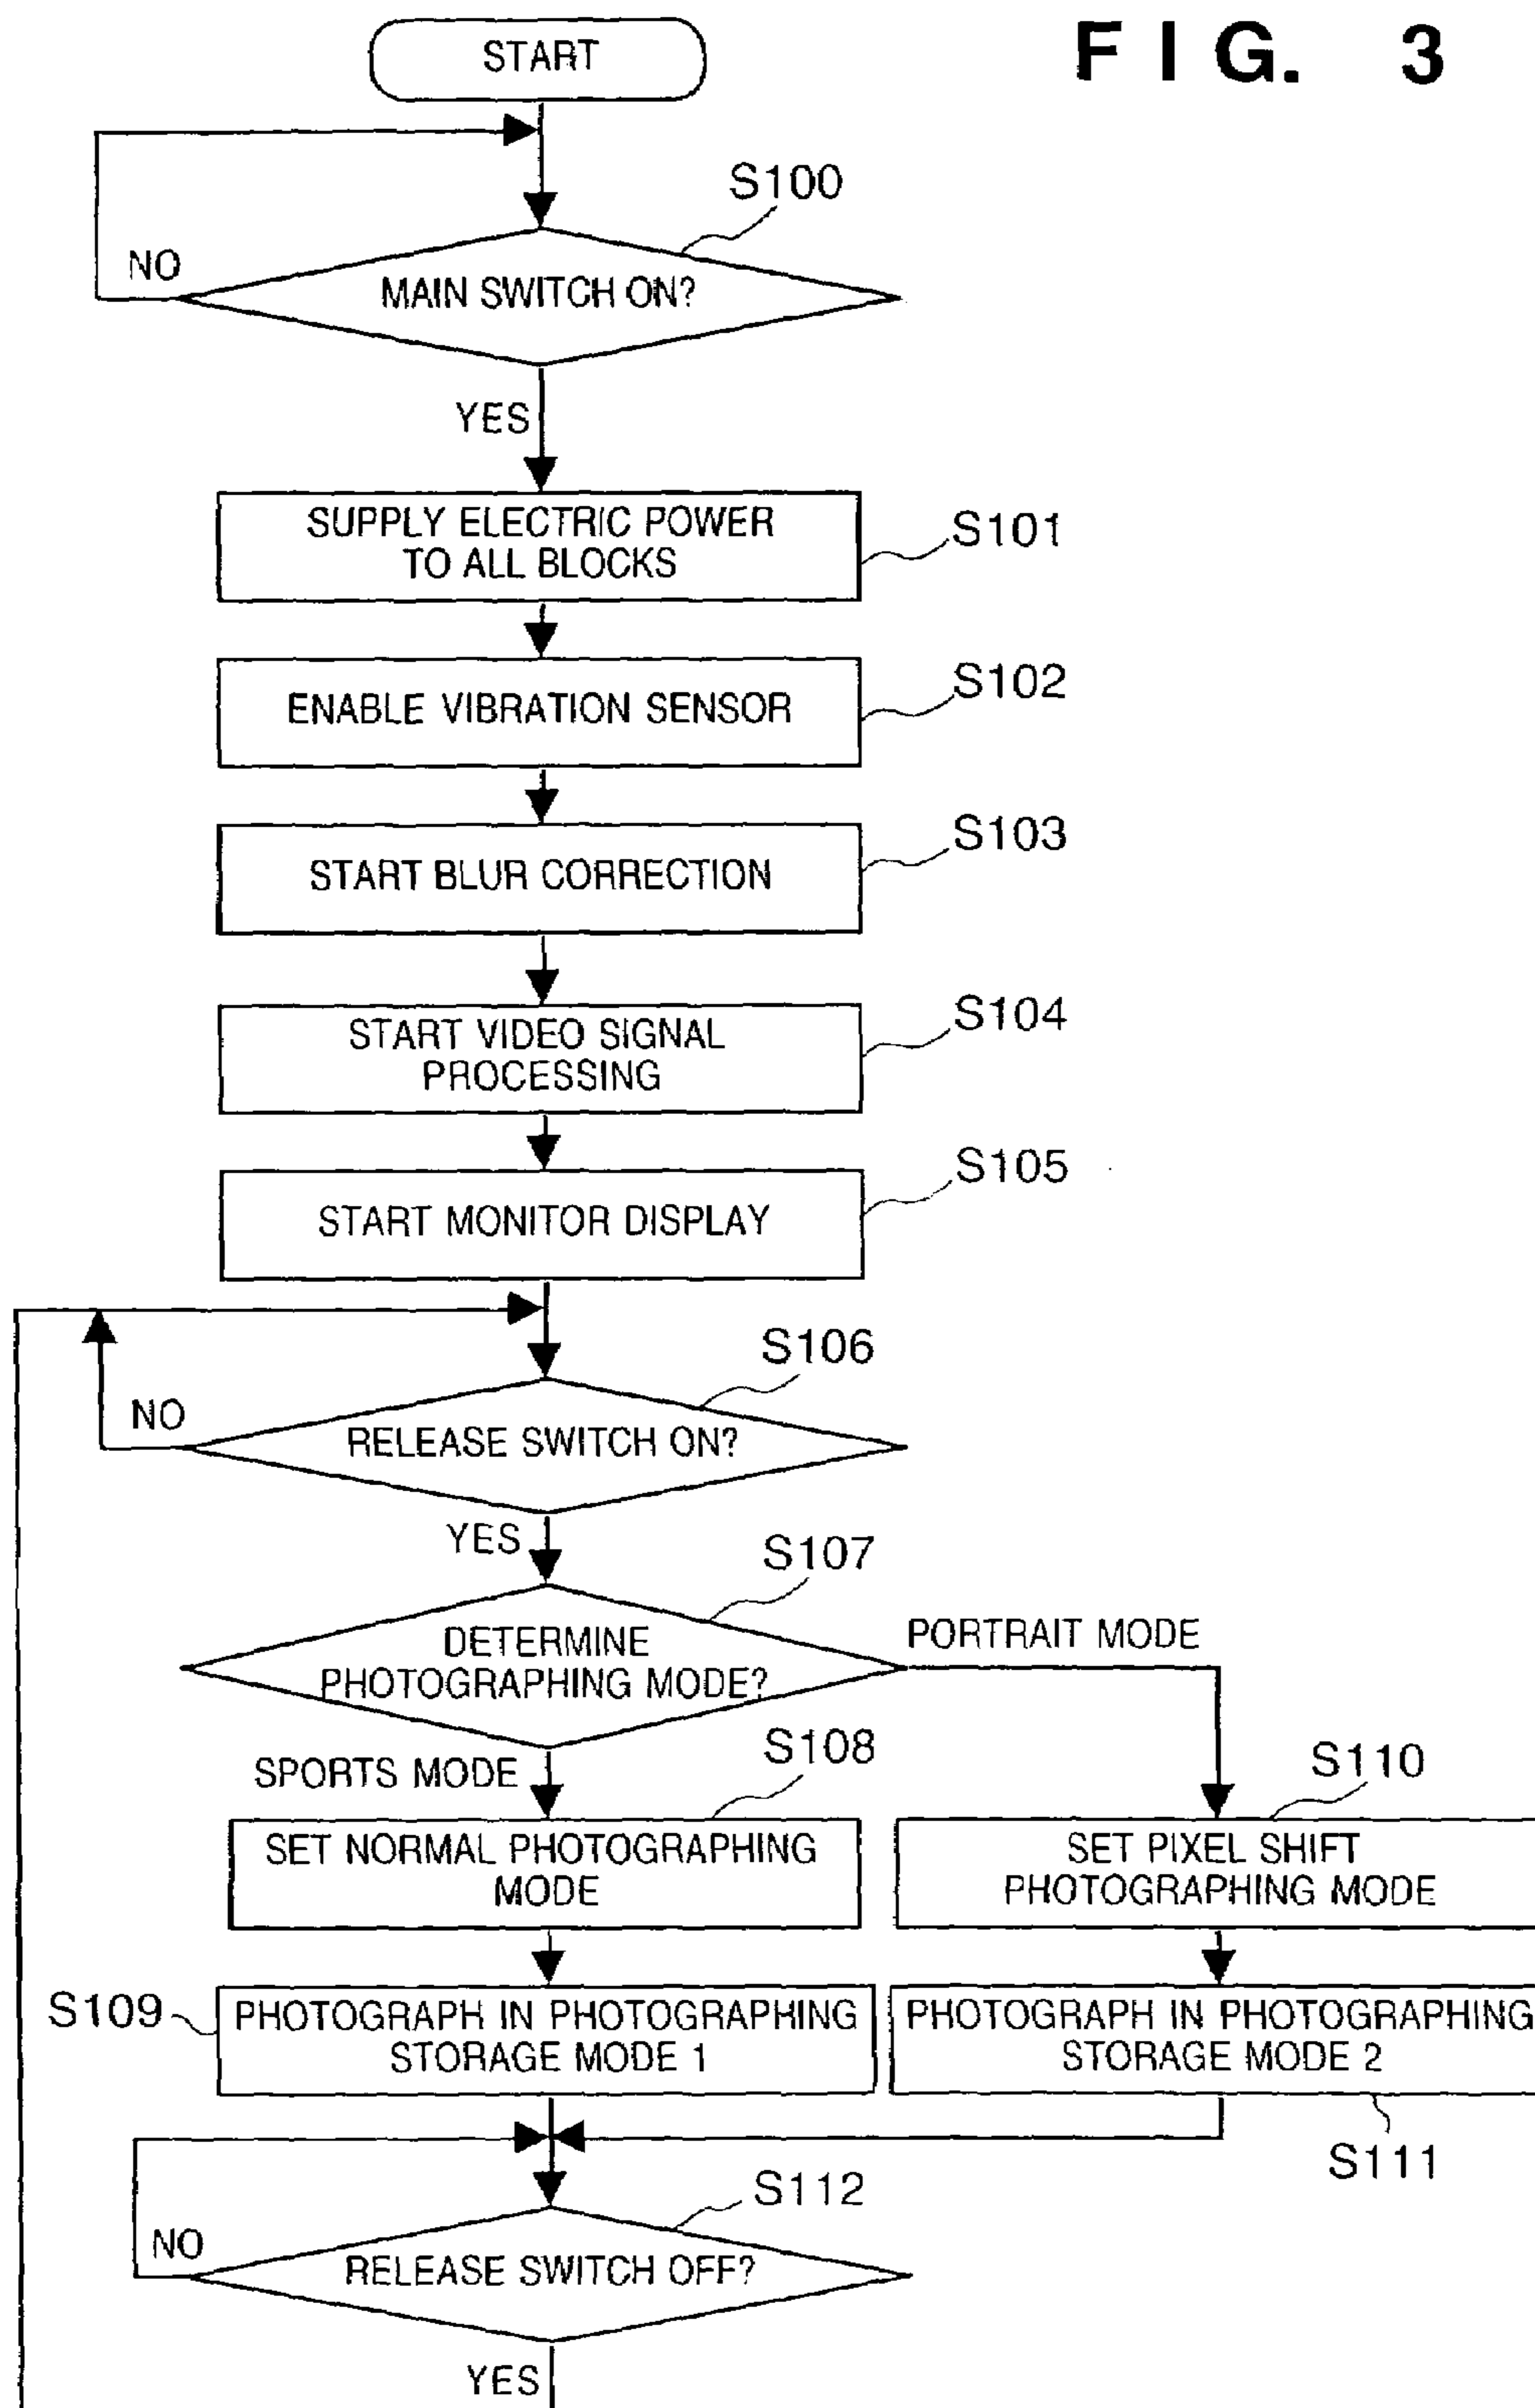 FIG. 3
START
S100
NO
MAIN SWITCH ON?
YES
SUPPLY ELECTRIC POWER
TO ALL BLOCKS
S101
ENABLE VIBRATION SENSOR
S102
START BLUR CORRECTION
S103
START VIDEO SIGNAL
PROCESSING
S104
START MONITOR DISPLAY
S105
S106
NO
RELEASE SWITCH ON?
YES
S107
DETERMINE
PHOTOGRAPHING MODE?
PORTRAIT MODE
SPORTS MODE
S108
S110
SET NORMAL PHOTOGRAPHING
MODE
SET PIXEL SHIFT
PHOTOGRAPHING MODE
S109
PHOTOGRAPH IN PHOTOGRAPHING
STORAGE MODE 1
PHOTOGRAPH IN PHOTOGRAPHING
STORAGE MODE 2
S111
S112
NO
RELEASE SWITCH OFF?
YES